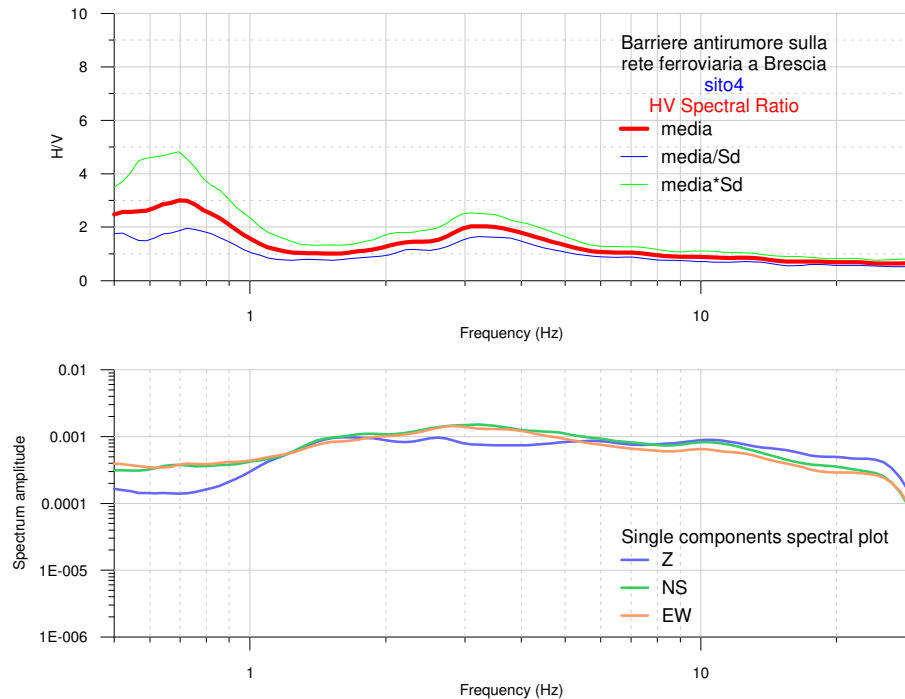 10
8
6
4
2
0
H/V
Barriere antirumore sulla
rete ferroviaria a Brescia
sito4
HV Spectral Ratio
media
media/Sd
media*Sd
1
10
Frequency (Hz)
0.01
0.001
0.0001
1E-005
1E-006
Spectrum amplitude
Single components spectral plot
Z
NS
EW
1
10
Frequency (Hz)